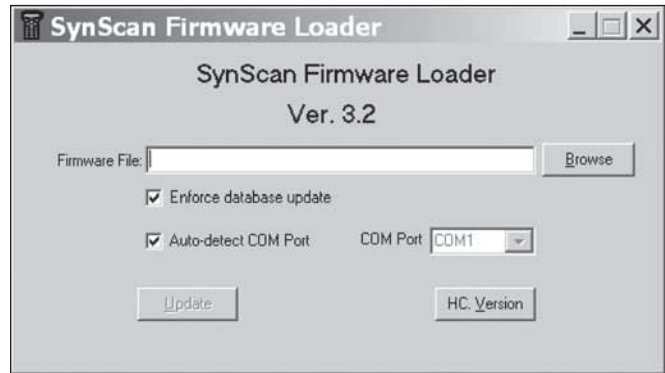 SynScan Firmware Loader
SynScan Firmware Loader
Ver. 3.2
Firmware File: Browse
Enforce database update
Auto-detect COM Port COM Port COM1
Update HC. Version